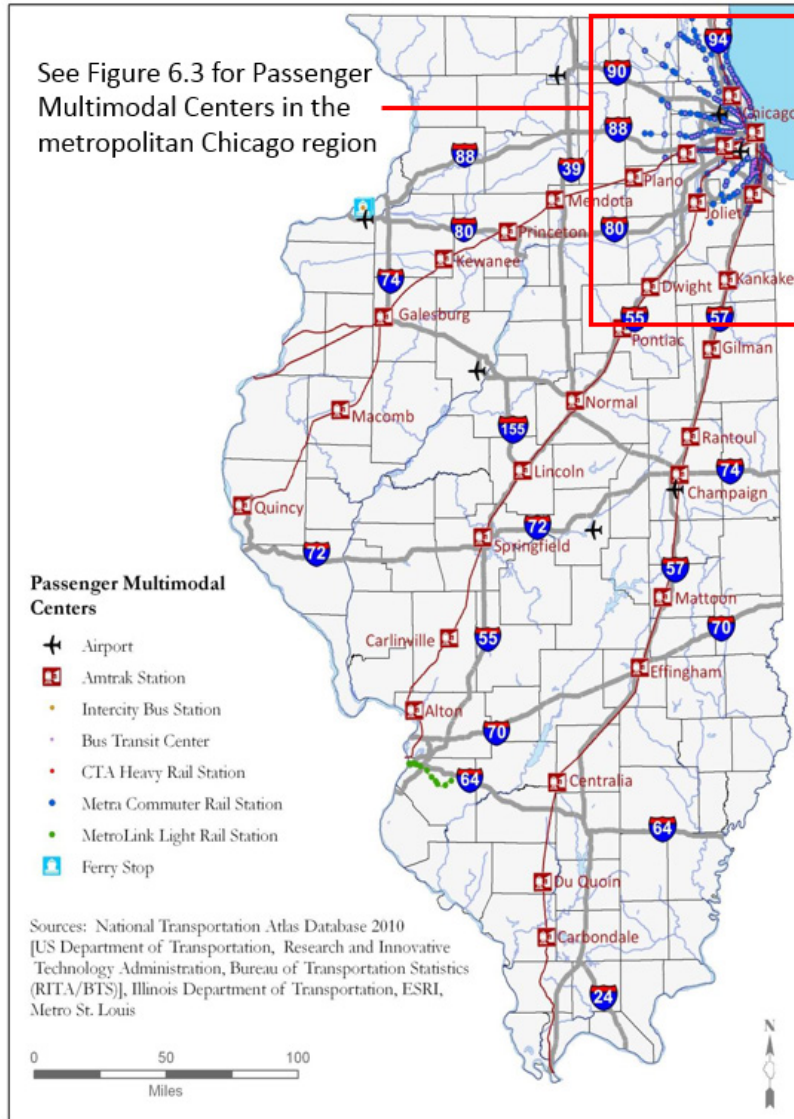 See Figure 6.3 for Passenger
Multimodal Centers in the
metropolitan Chicago region
94
90
Chicago
88
88
39
Plano
Mendota
Joliet
80
Princeton
80
Kewanee
74
Dwight
Kankake
55
57
Galesburg
Pontiac
Gilman
Normal
Macomb
155
Rantoul
Lincoln
74
Champaign
Quincy
72
Springfield
72
57
Mattoon
70
Carlinville
55
Effingham
Alton
70
64
Centralia
64
Du Quoin
Carbondale
24
Passenger Multimodal
Centers
Airport
Amtrak Station
Intercity Bus Station
Bus Transit Center
CTA Heavy Rail Station
Metra Commuter Rail Station
MetroLink Light Rail Station
Ferry Stop
Sources: National Transportation Atlas Database 2010
[US Department of Transportation, Research and Innovative
Technology Administration, Bureau of Transportation Statistics
(RITA/BTS)], Illinois Department of Transportation, ESRI,
Metro St. Louis
0 50 100
Miles
N